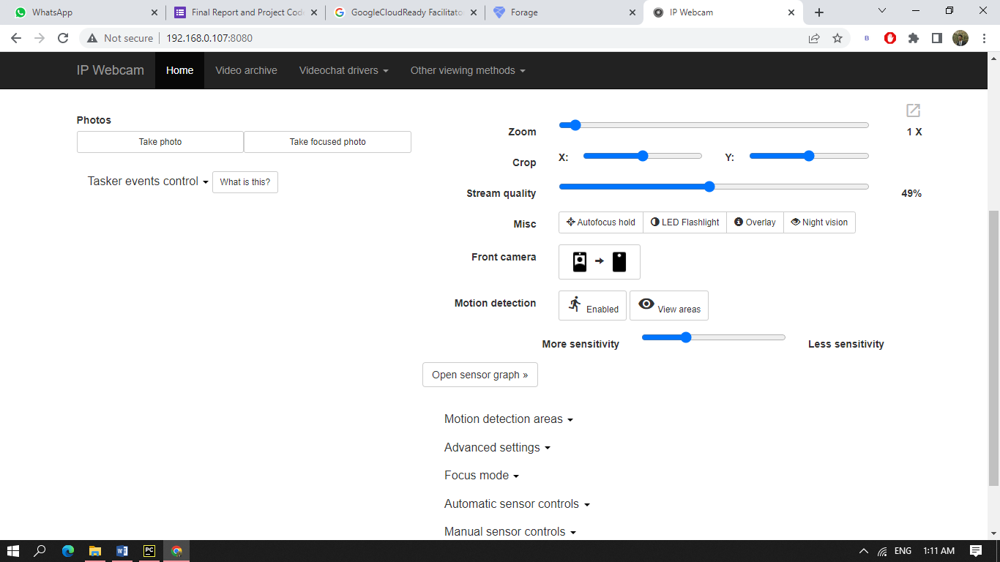 WhatsApp
Final Report and Project Cod
GoogleCloudReady Facilitato
Forage
IP Webcam
Not secure
192.168.0.107:8080
B
IP Webcam
Home
Video archive
Videochat drivers
Other viewing methods
Photos
Take photo
Take focused photo
Tasker events control
What is this?
Zoom
1 X
Crop
X:
Y:
Stream quality
49%
Misc
Autofocus hold
LED Flashlight
Overlay
Night vision
Front camera
Motion detection
Enabled
View areas
More sensitivity
Less sensitivity
Open sensor graph »
Motion detection areas
Advanced settings
Focus mode
Automatic sensor controls
Manual sensor controls
W
PC
ENG
1:11 AM